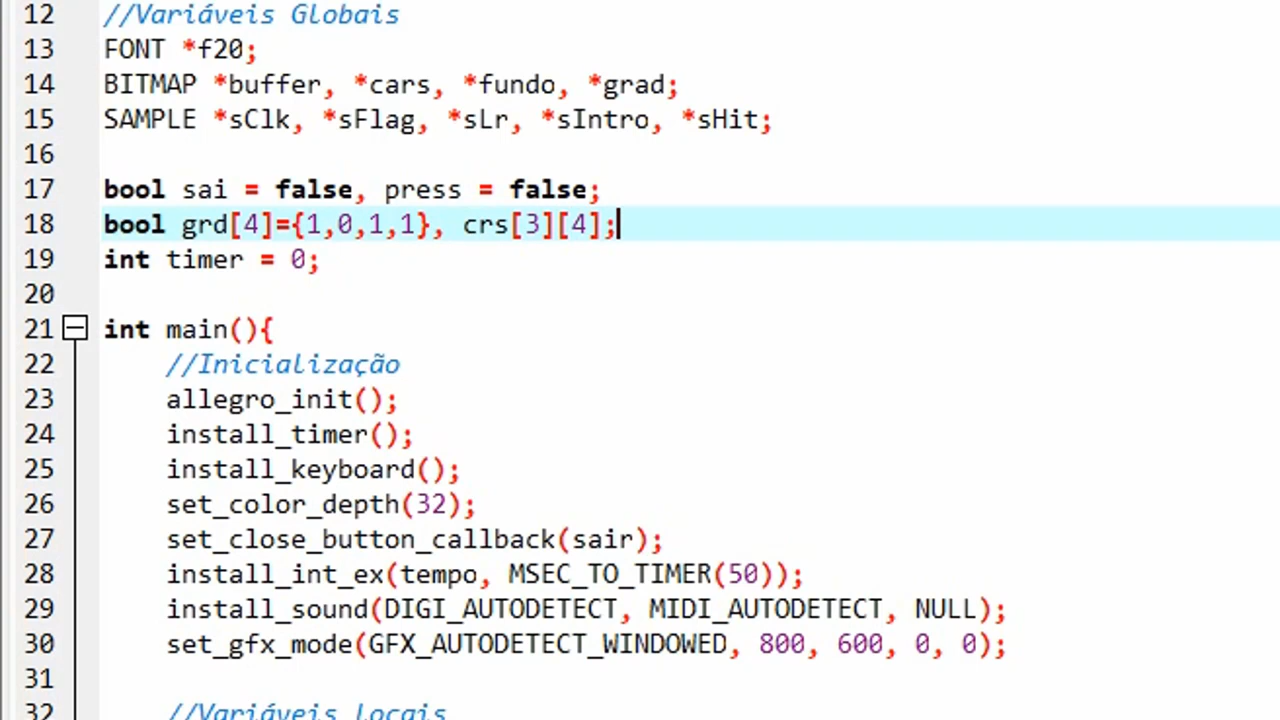 12 //Variáveis Globais
13 FONT *f20;
14 BITMAP *buffer, *cars, *fundo, *grad;
15 SAMPLE *sClk, *sFlag, *sLr, *sIntro, *sHit;
16
17 bool sai = false, press = false;
18 bool grd[4]={1,0,1,1}, crs[3][4];
19 int timer = 0;
20
21 int main(){
22 //Inicialização
23 allegro_init();
24 install_timer();
25 install_keyboard();
26 set_color_depth(32);
27 set_close_button_callback(sair);
28 install_int_ex(tempo, MSEC_TO_TIMER(50));
29 install_sound(DIGI_AUTODETECT, MIDI_AUTODETECT, NULL);
30 set_gfx_mode(GFX_AUTODETECT_WINDOWED, 800, 600, 0, 0);
31
32 //Variáveis locais